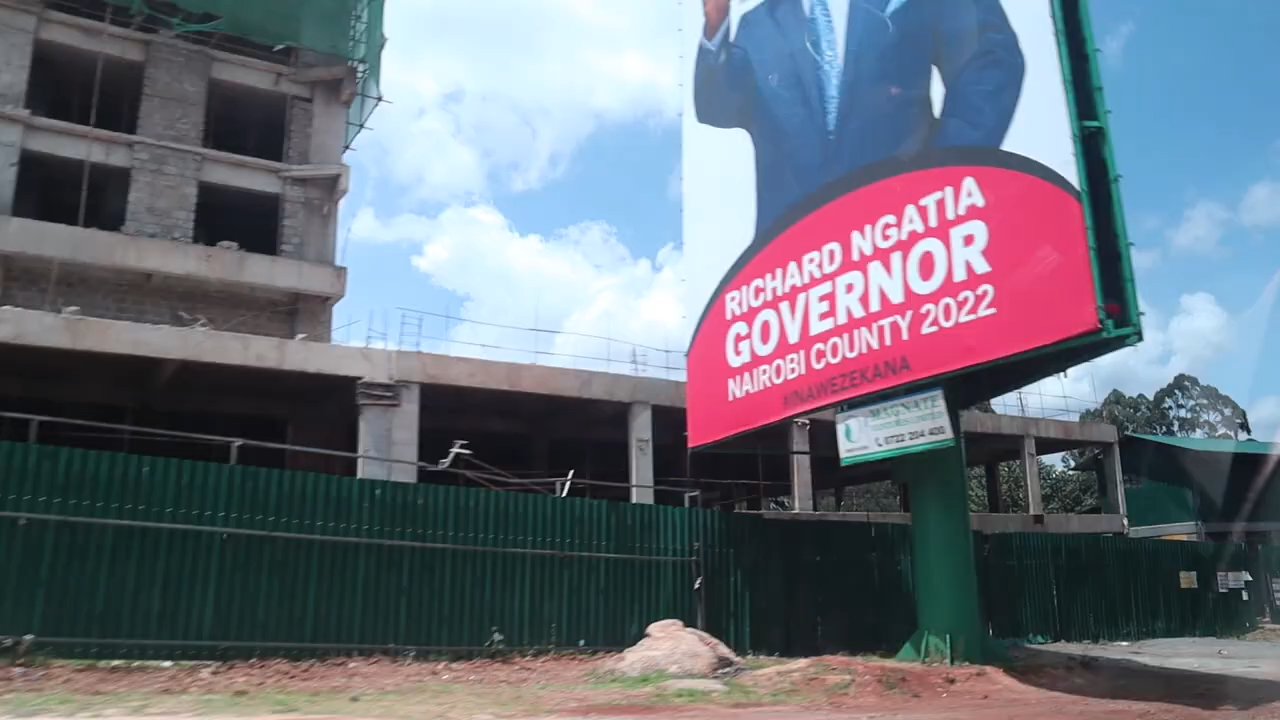 RICHARD NGATIA
GOVERNOR
NAIROBI COUNTY 2022
#INAWEZEKANA
MAGNATE
0722 204 400